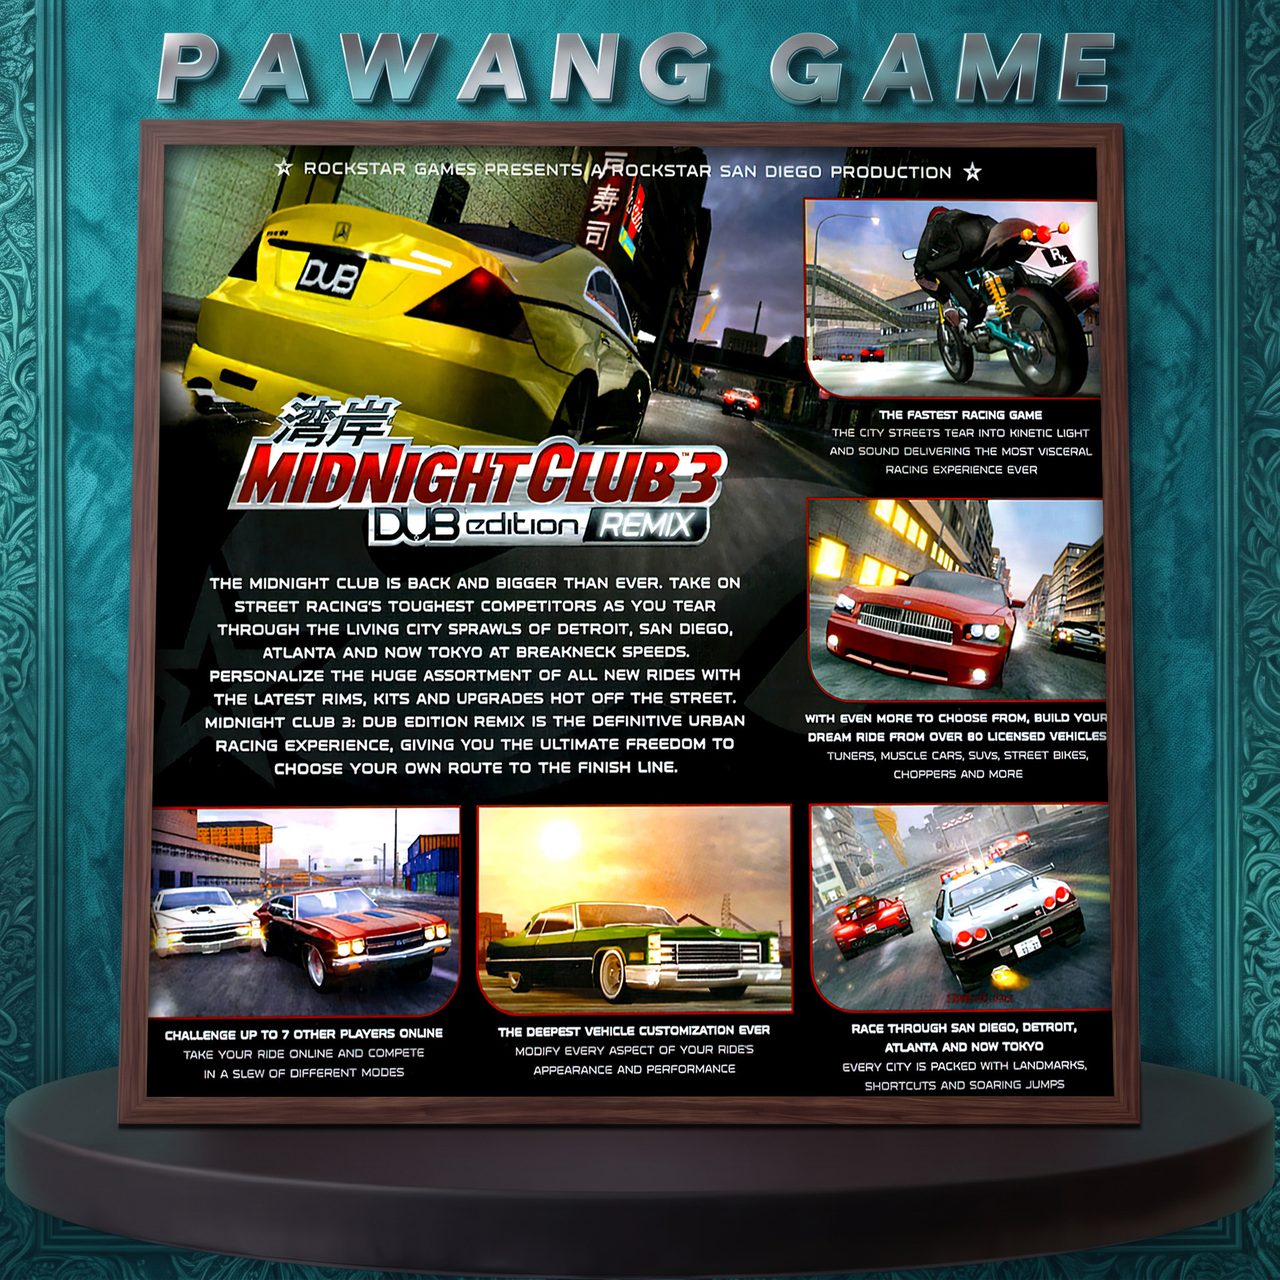 PAWANG GAME
☆ ROCKSTAR GAMES PRESENTS A ROCKSTAR SAN DIEGO PRODUCTION ☆
寿司
DUB
R★
湾岸
MIDNIGHT CLUB 3™
DUB edition REMIX
THE MIDNIGHT CLUB IS BACK AND BIGGER THAN EVER. TAKE ON
STREET RACING'S TOUGHEST COMPETITORS AS YOU TEAR
THROUGH THE LIVING CITY SPRAWLS OF DETROIT, SAN DIEGO,
ATLANTA AND NOW TOKYO AT BREAKNECK SPEEDS.
PERSONALIZE THE HUGE ASSORTMENT OF ALL NEW RIDES WITH
THE LATEST RIMS, KITS AND UPGRADES HOT OFF THE STREET.
MIDNIGHT CLUB 3: DUB EDITION REMIX IS THE DEFINITIVE URBAN
RACING EXPERIENCE, GIVING YOU THE ULTIMATE FREEDOM TO
CHOOSE YOUR OWN ROUTE TO THE FINISH LINE.
THE FASTEST RACING GAME
THE CITY STREETS TEAR INTO KINETIC LIGHT
AND SOUND DELIVERING THE MOST VISCERAL
RACING EXPERIENCE EVER
WITH EVEN MORE TO CHOOSE FROM, BUILD YOUR
DREAM RIDE FROM OVER 80 LICENSED VEHICLES
TUNERS, MUSCLE CARS, SUVS, STREET BIKES,
CHOPPERS AND MORE
CHALLENGE UP TO 7 OTHER PLAYERS ONLINE
TAKE YOUR RIDE ONLINE AND COMPETE
IN A SLEW OF DIFFERENT MODES
THE DEEPEST VEHICLE CUSTOMIZATION EVER
MODIFY EVERY ASPECT OF YOUR RIDE'S
APPEARANCE AND PERFORMANCE
RACE THROUGH SAN DIEGO, DETROIT,
ATLANTA AND NOW TOKYO
EVERY CITY IS PACKED WITH LANDMARKS,
SHORTCUTS AND SOARING JUMPS